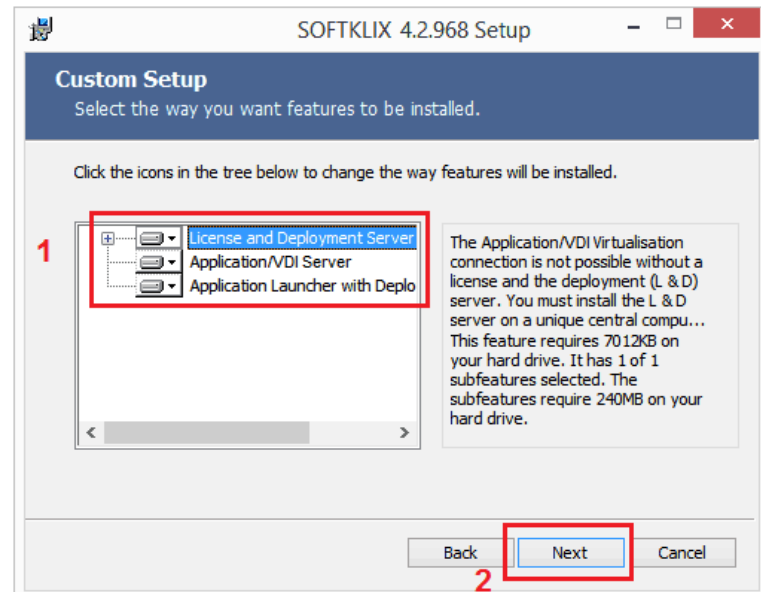 SOFTKLIX 4.2.968 Setup
Custom Setup
Select the way you want features to be installed.
Click the icons in the tree below to change the way features will be installed.
1
License and Deployment Server
Application/VDI Server
Application Launcher with Deplo
The Application/VDI Virtualisation
connection is not possible without a
license and the deployment (L & D)
server. You must install the L & D
server on a unique central compu...
This feature requires 7012KB on
your hard drive. It has 1 of 1
subfeatures selected. The
subfeatures require 240MB on your
hard drive.
Back Next Cancel
2